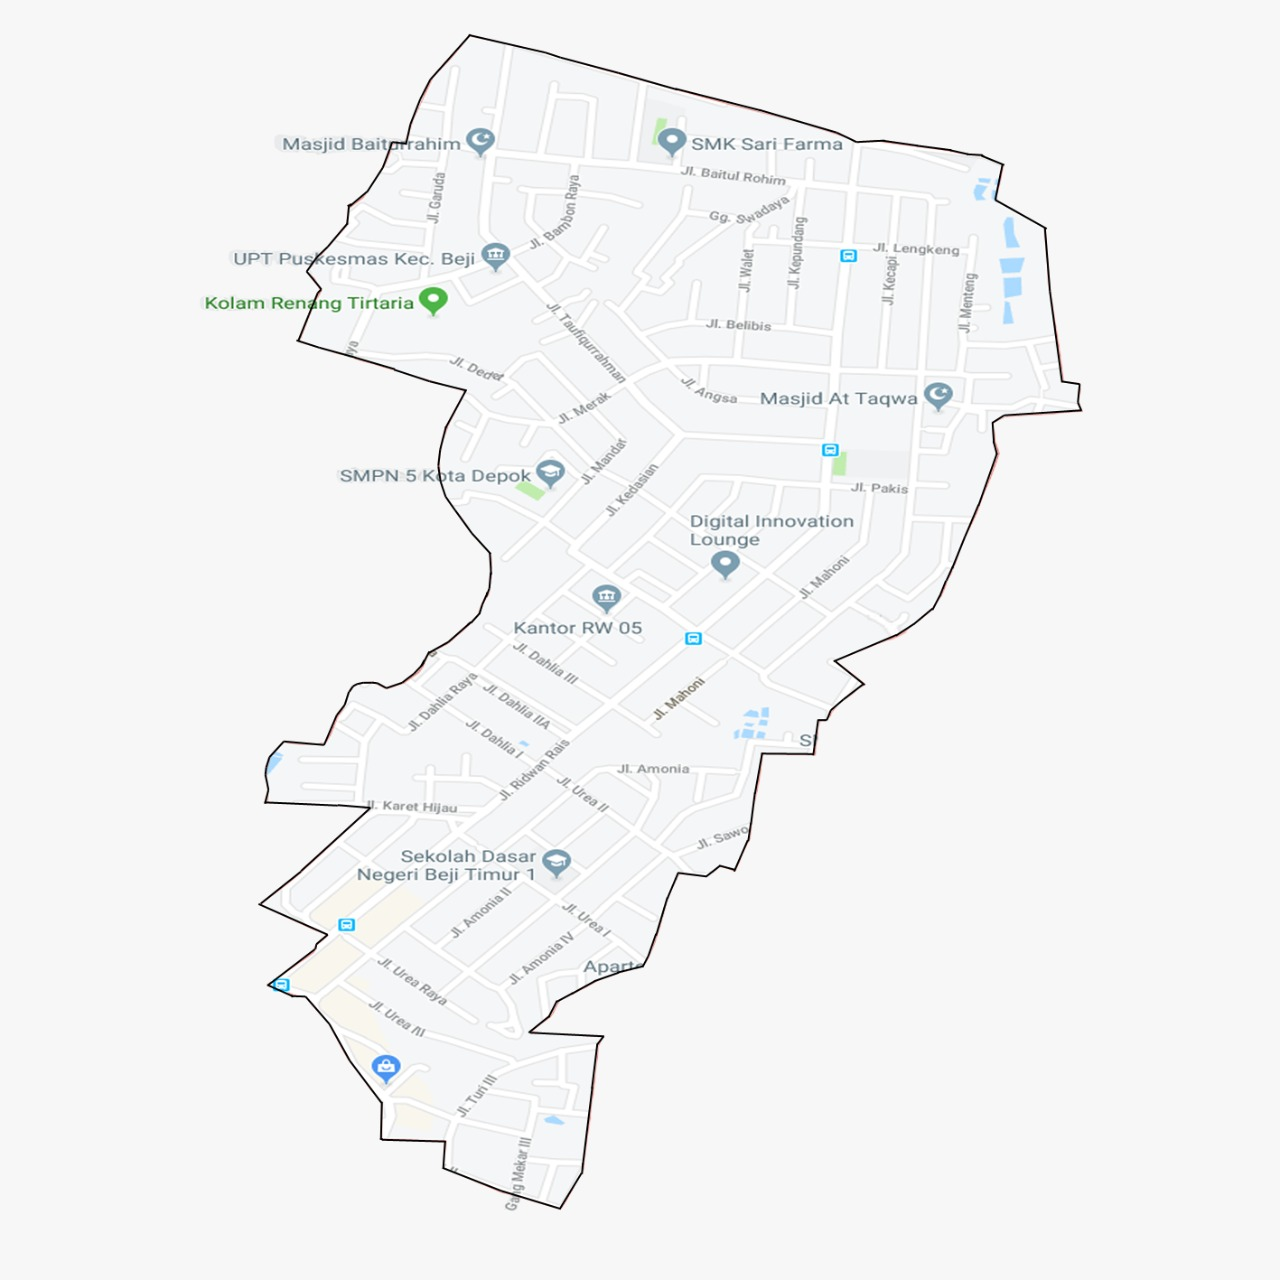 Masjid Baiturrahim
SMK Sari Farma
Jl. Baitul Rohim
Jl. Garuda
Jl. Bambon Raya
Gg. Swadaya
UPT Puskesmas Kec. Beji
Jl. Walet
Jl. Kepundang
Jl. Lengkeng
Jl. Kecapi
Jl. Menteng
Kolam Renang Tirtaria
Jl. Taufiqurrahman
Jl. Belibis
Jl. Dedet
Jl. Angsa
Masjid At Taqwa
Jl. Merak
SMPN 5 Kota Depok
Jl. Mandat
Jl. Kedasian
Jl. Pakis
Digital Innovation
Lounge
Jl. Mahoni
Kantor RW 05
Jl. Dahlia III
Jl. Dahlia Raya
Jl. Dahlia IIA
Jl. Mahoni
Jl. Dahlia I
Jl. Ridwan Rais
Jl. Amonia
Jl. Urea II
Jl. Karet Hijau
Jl. Sawo
Sekolah Dasar
Negeri Beji Timur 1
Jl. Amonia II
Jl. Urea I
Jl. Amonia IV
Jl. Urea Raya
Jl. Urea IV
Jl. Turi III
Gang Mekar III